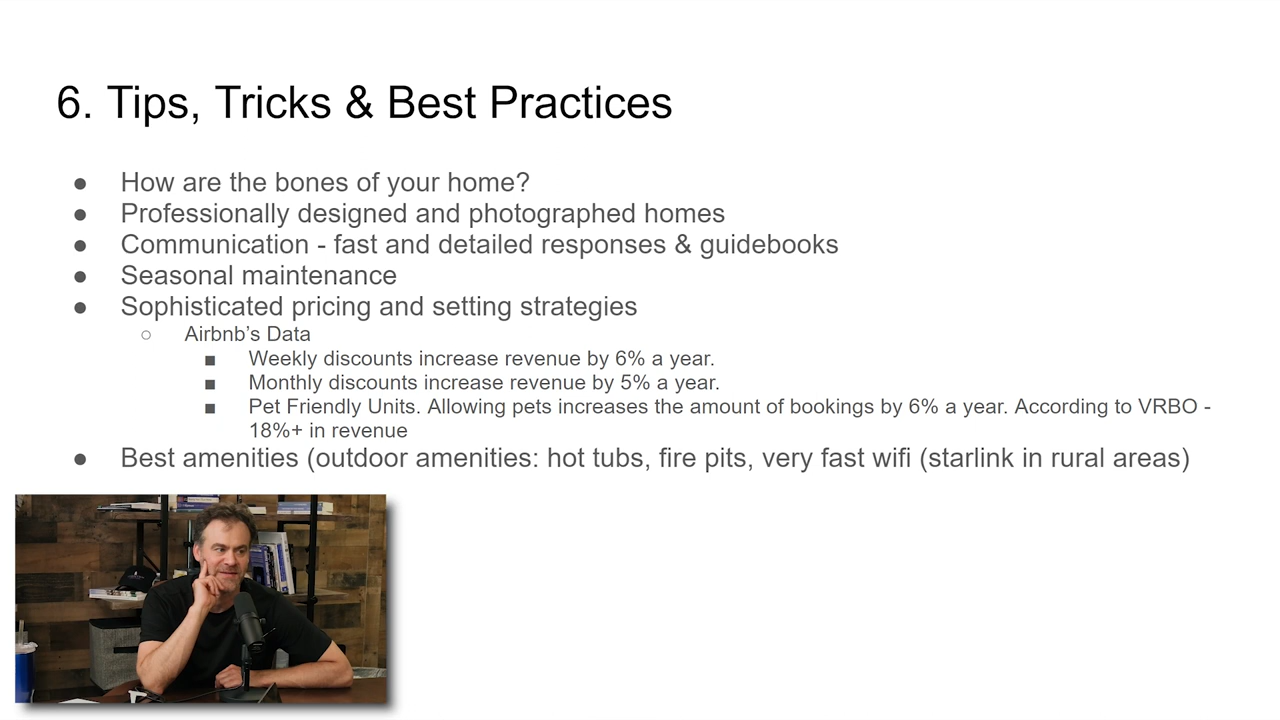 6. Tips, Tricks & Best Practices
● How are the bones of your home?
● Professionally designed and photographed homes
● Communication - fast and detailed responses & guidebooks
● Seasonal maintenance
● Sophisticated pricing and setting strategies
○ Airbnb’s Data
■ Weekly discounts increase revenue by 6% a year.
■ Monthly discounts increase revenue by 5% a year.
■ Pet Friendly Units. Allowing pets increases the amount of bookings by 6% a year. According to VRBO -
18%+ in revenue
● Best amenities (outdoor amenities: hot tubs, fire pits, very fast wifi (starlink in rural areas)